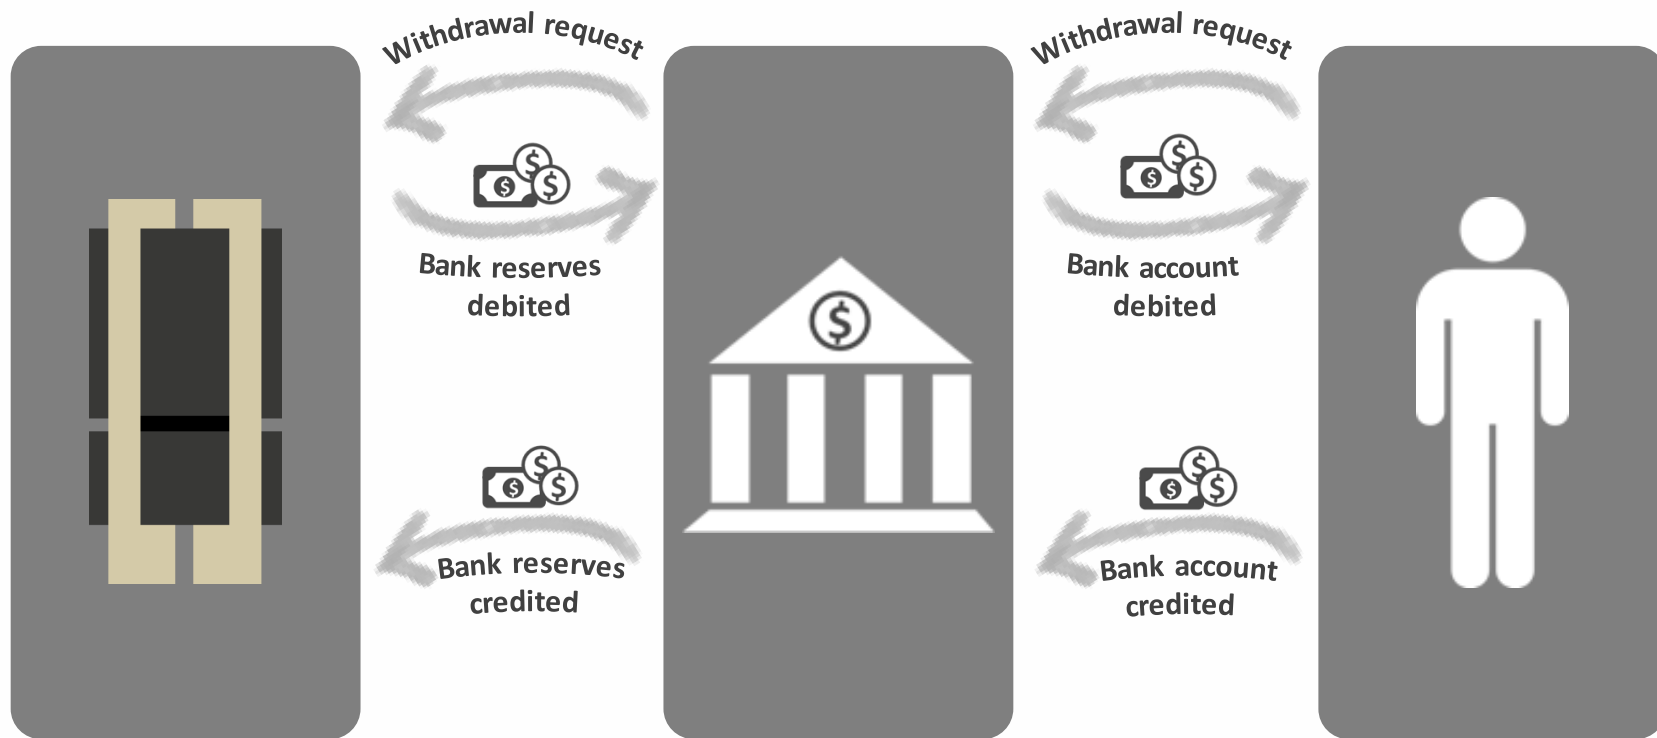 Withdrawal request
Withdrawal request
Bank reserves
debited
Bank account
debited
Bank reserves
credited
Bank account
credited